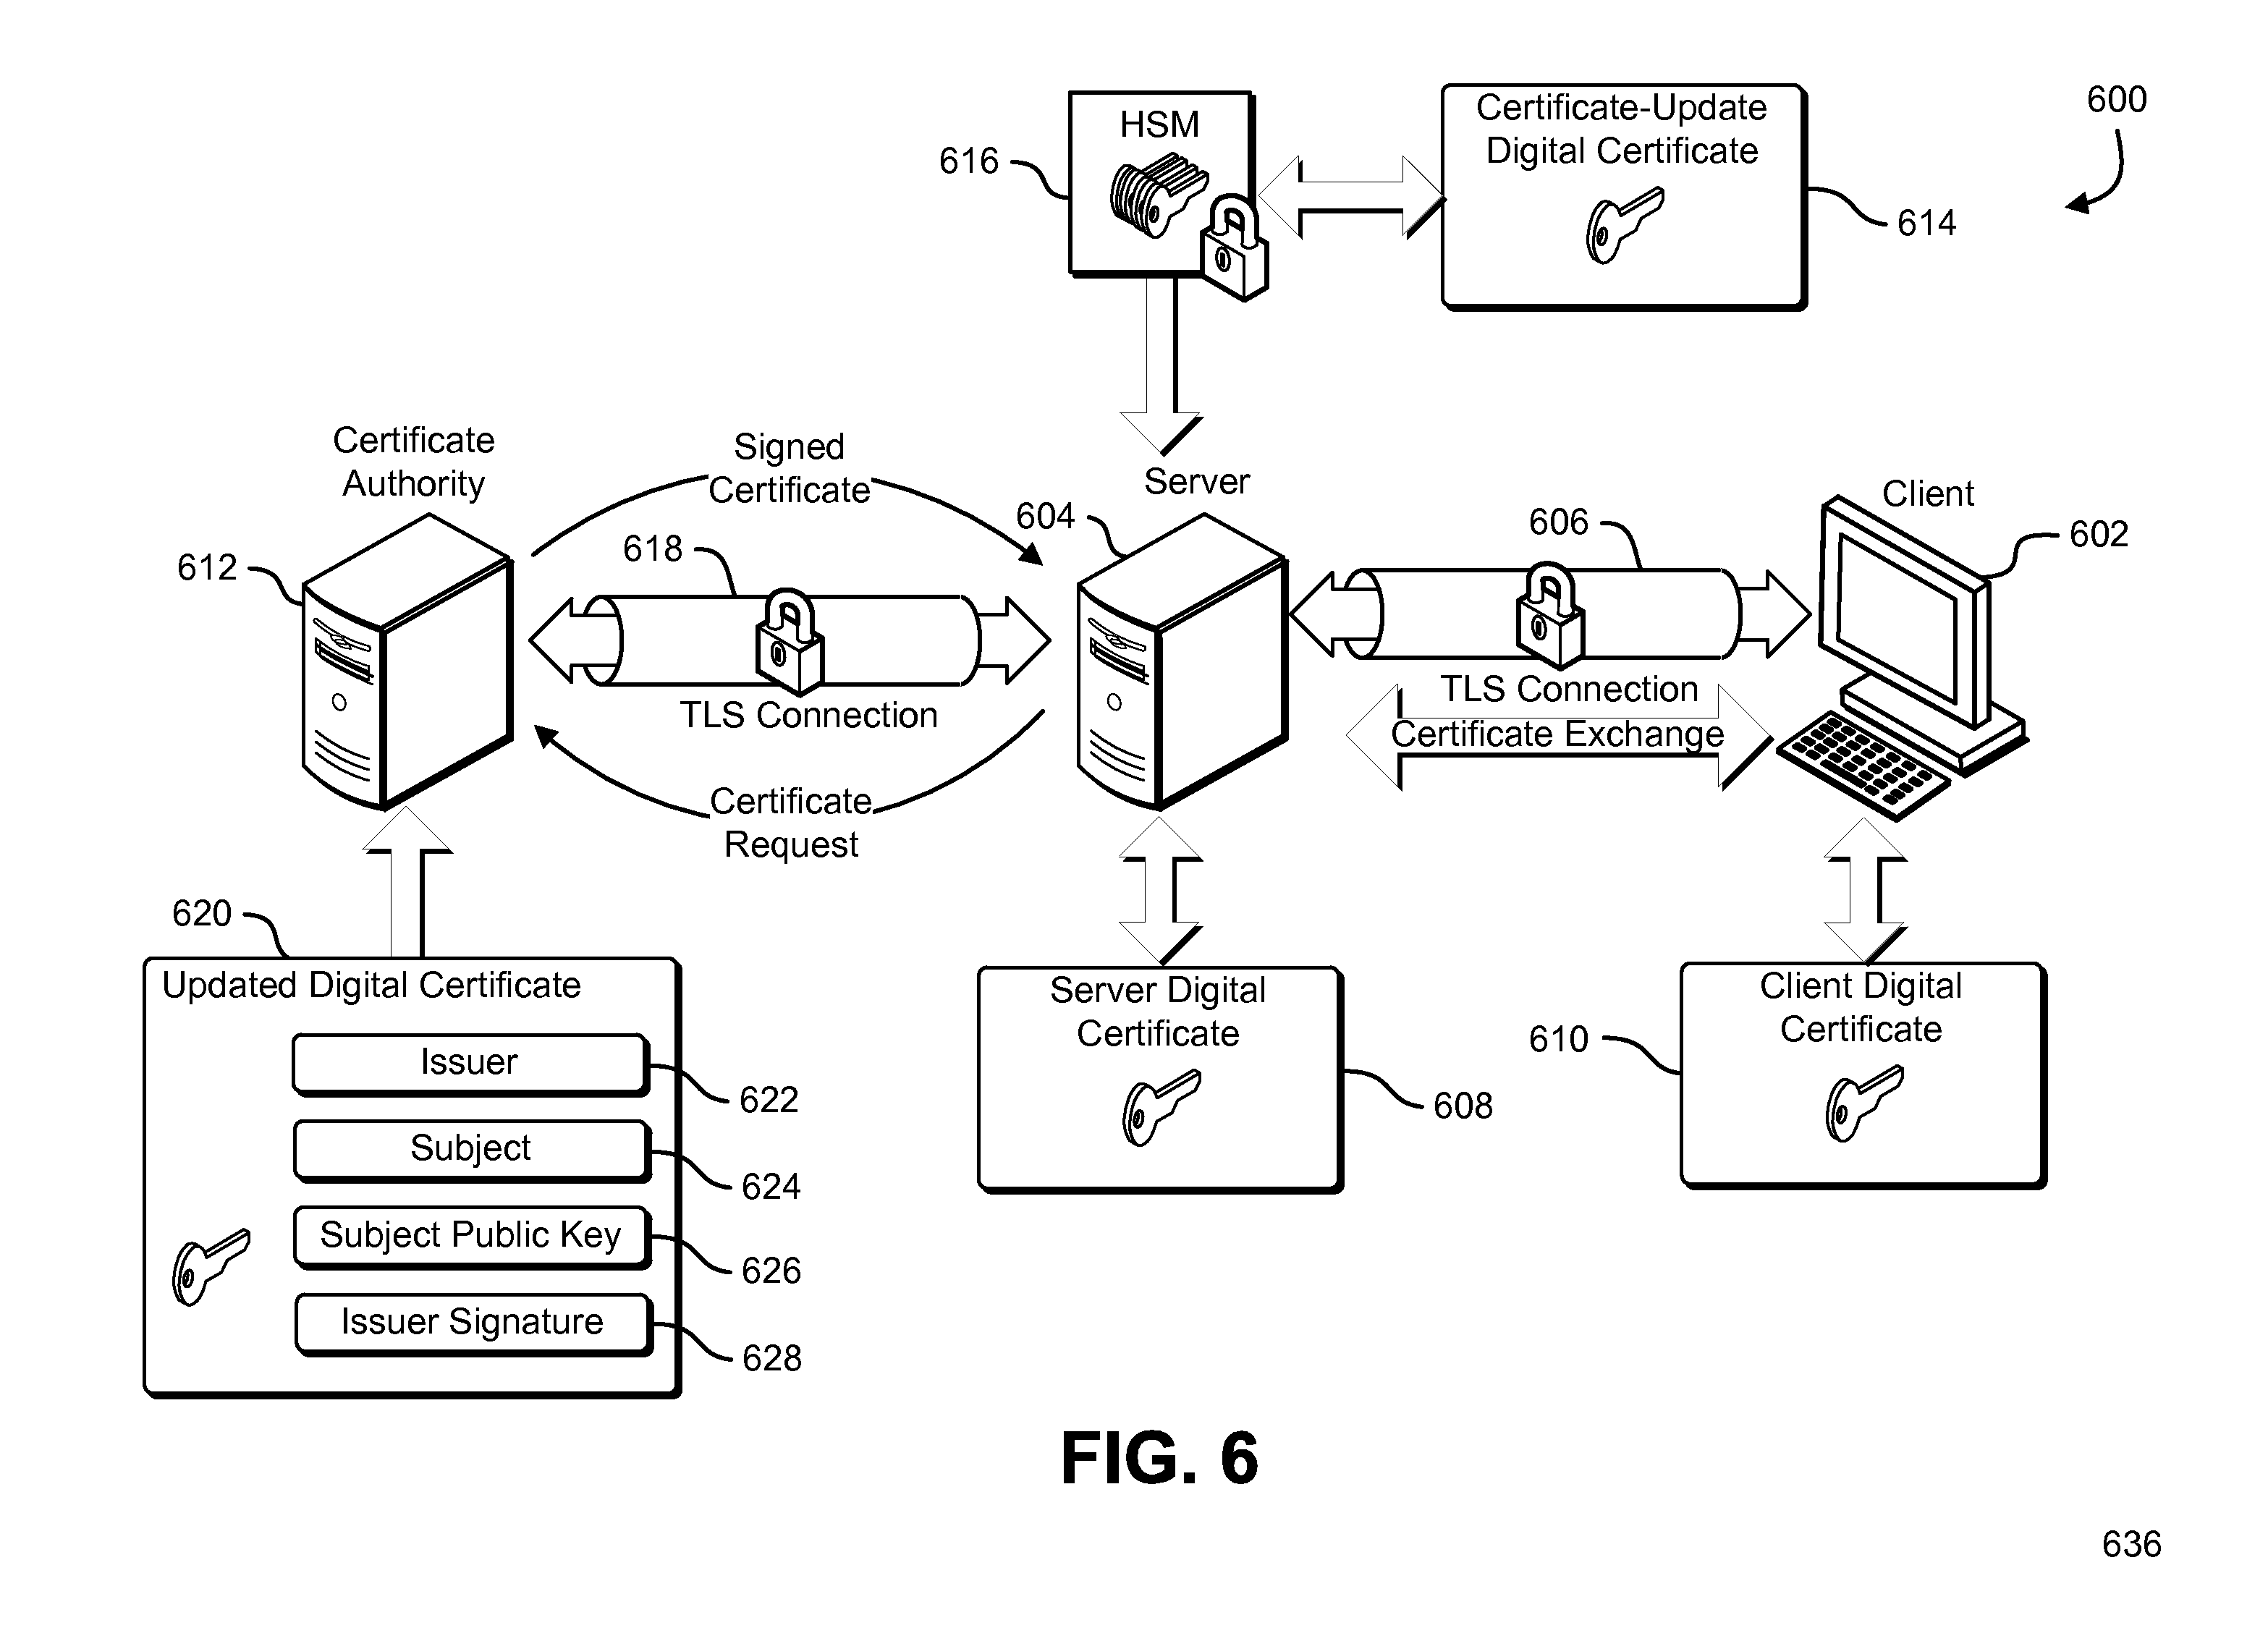 600
HSM
616
Certificate-Update
Digital Certificate
614
Certificate
Authority
612
Signed
Certificate
618
TLS Connection
Certificate
Request
Server
604
606
TLS Connection
Certificate Exchange
Client
602
620
Updated Digital Certificate
Issuer
622
Subject
624
Subject Public Key
626
Issuer Signature
628
Server Digital
Certificate
608
Client Digital
Certificate
610
FIG. 6
636